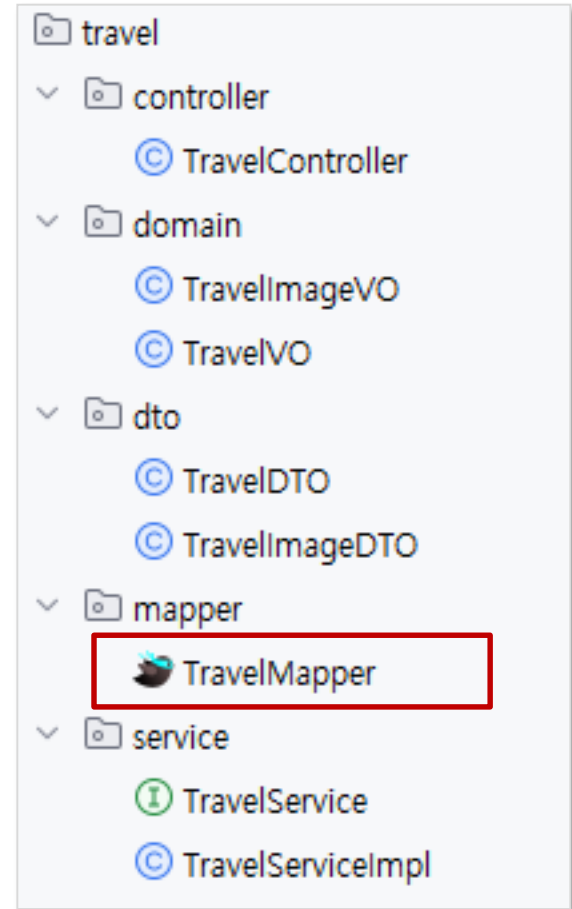 travel
controller
TravelController
domain
TravelImageVO
TravelVO
dto
TravelDTO
TravelImageDTO
mapper
TravelMapper
service
TravelService
TravelServiceImpl